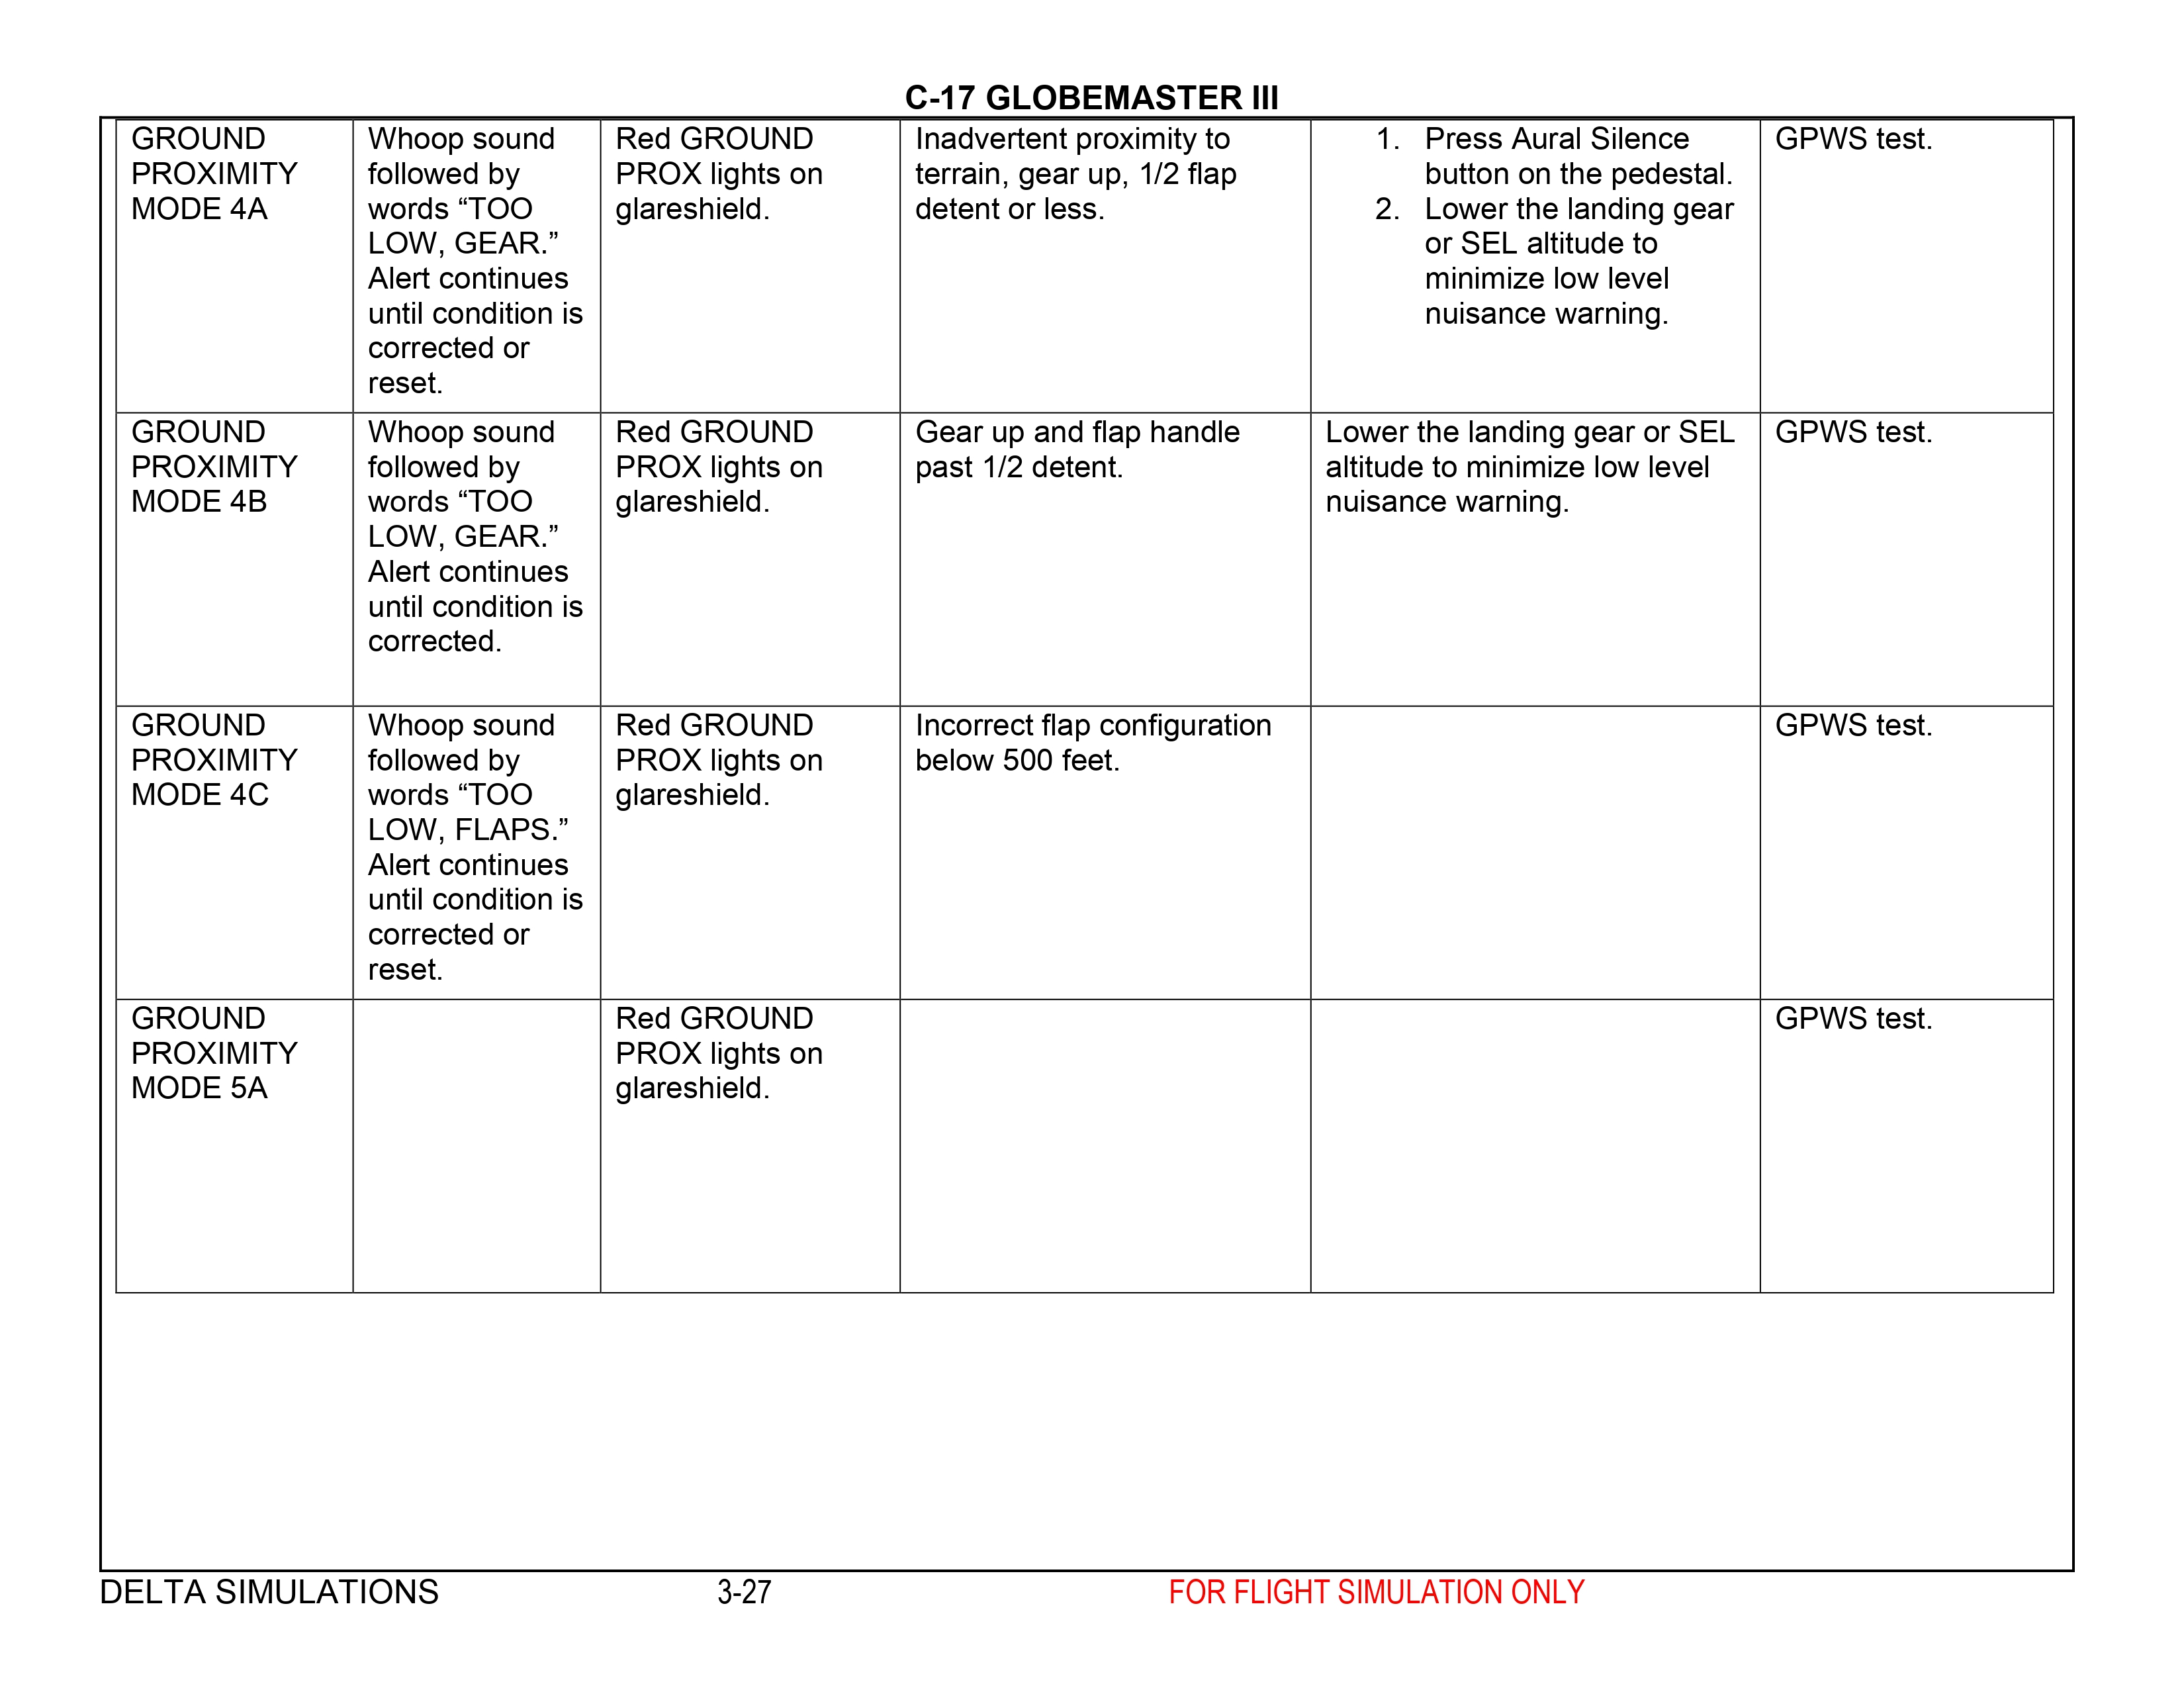 C-17 GLOBEMASTER III
GROUND
PROXIMITY
MODE 4A
Whoop sound
followed by
words “TOO
LOW, GEAR.”
Alert continues
until condition is
corrected or
reset.
Red GROUND
PROX lights on
glareshield.
Inadvertent proximity to
terrain, gear up, 1/2 flap
detent or less.
1. Press Aural Silence
button on the pedestal.
2. Lower the landing gear
or SEL altitude to
minimize low level
nuisance warning.
GPWS test.
GROUND
PROXIMITY
MODE 4B
Whoop sound
followed by
words “TOO
LOW, GEAR.”
Alert continues
until condition is
corrected.
Red GROUND
PROX lights on
glareshield.
Gear up and flap handle
past 1/2 detent.
Lower the landing gear or SEL
altitude to minimize low level
nuisance warning.
GPWS test.
GROUND
PROXIMITY
MODE 4C
Whoop sound
followed by
words “TOO
LOW, FLAPS.”
Alert continues
until condition is
corrected or
reset.
Red GROUND
PROX lights on
glareshield.
Incorrect flap configuration
below 500 feet.
GPWS test.
GROUND
PROXIMITY
MODE 5A
Red GROUND
PROX lights on
glareshield.
GPWS test.
DELTA SIMULATIONS 3-27 FOR FLIGHT SIMULATION ONLY